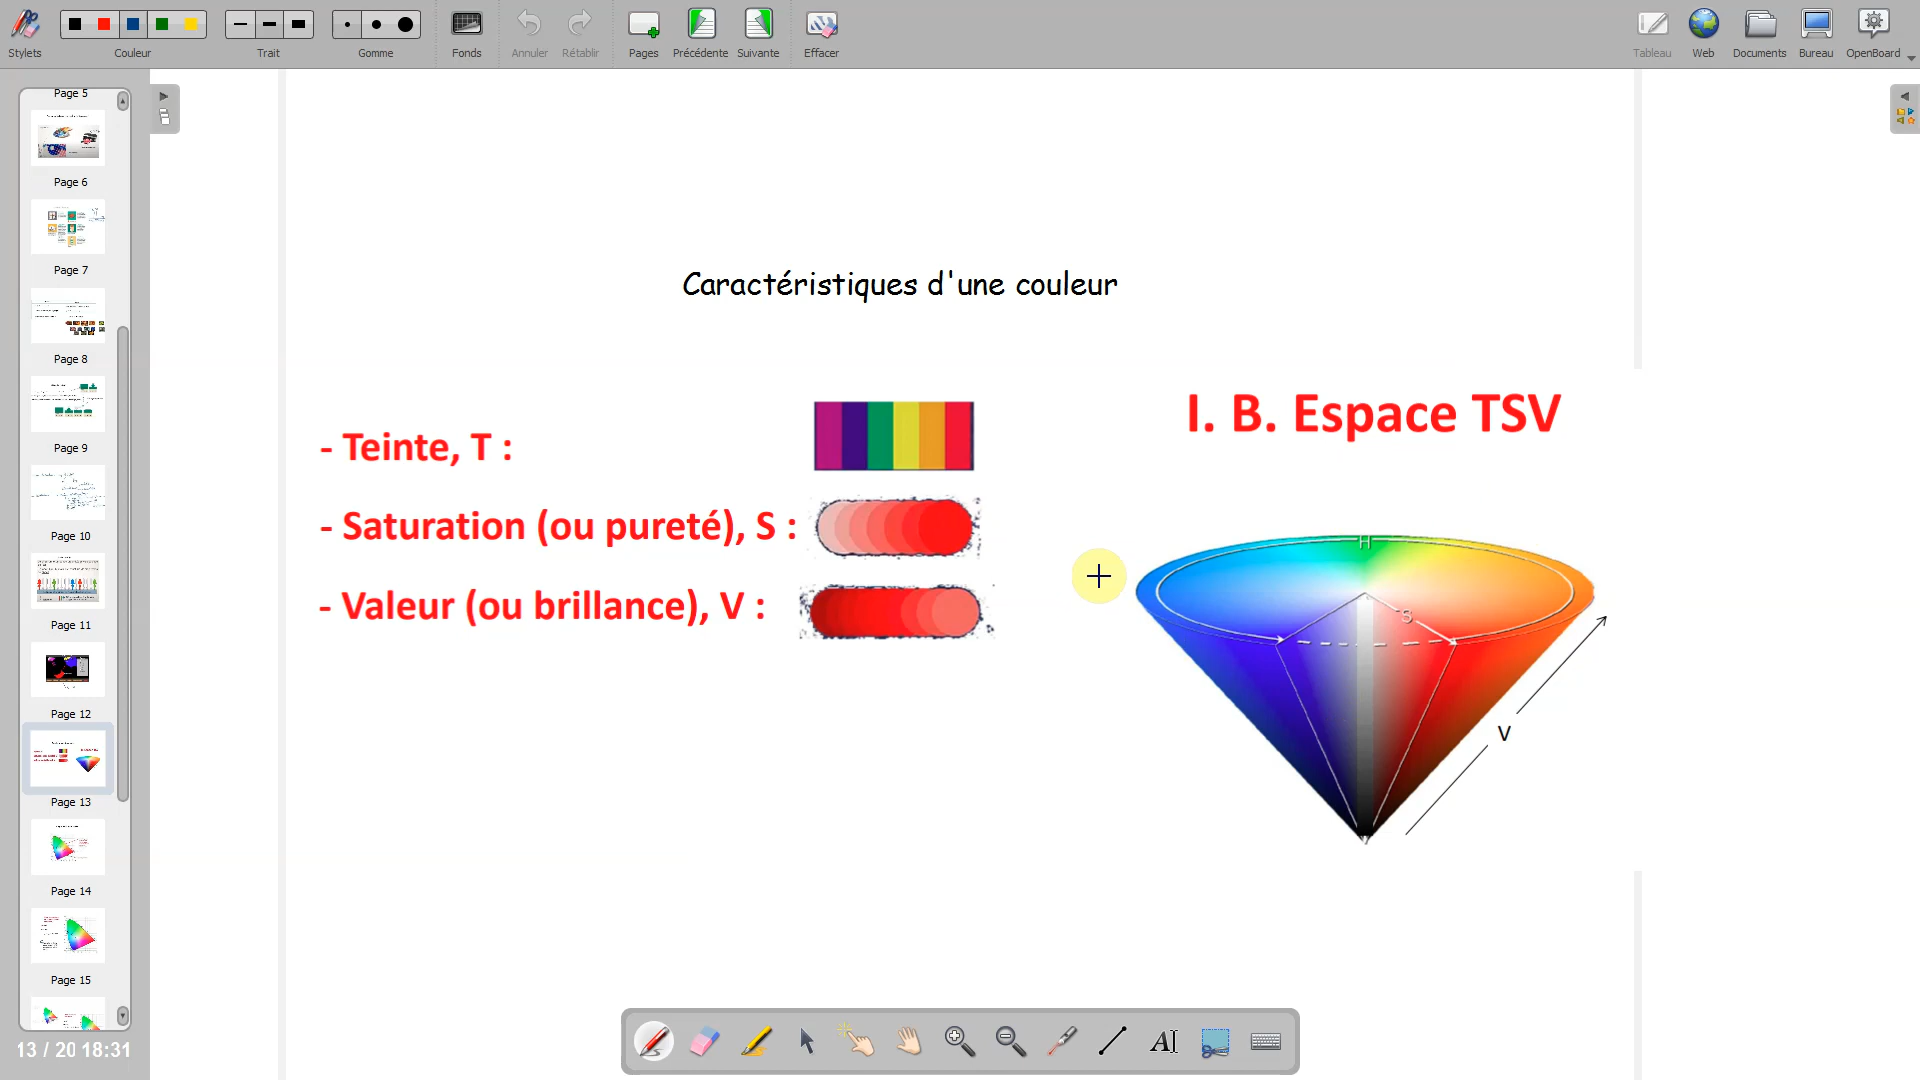 Stylets
Couleur
Trait
Gomme
Fonds
Annuler
Rétablir
Pages
Précédente
Suivante
Effacer
Tableau
Web
Documents
Bureau
OpenBoard
Page 5
Page 6
Page 7
Page 8
Page 9
Page 10
Page 11
Page 12
Page 13
Page 14
Page 15
13 / 20 18:31
Caractéristiques d'une couleur
- Teinte, T :
- Saturation (ou pureté), S :
- Valeur (ou brillance), V :
I. B. Espace TSV
H
S
V
AI